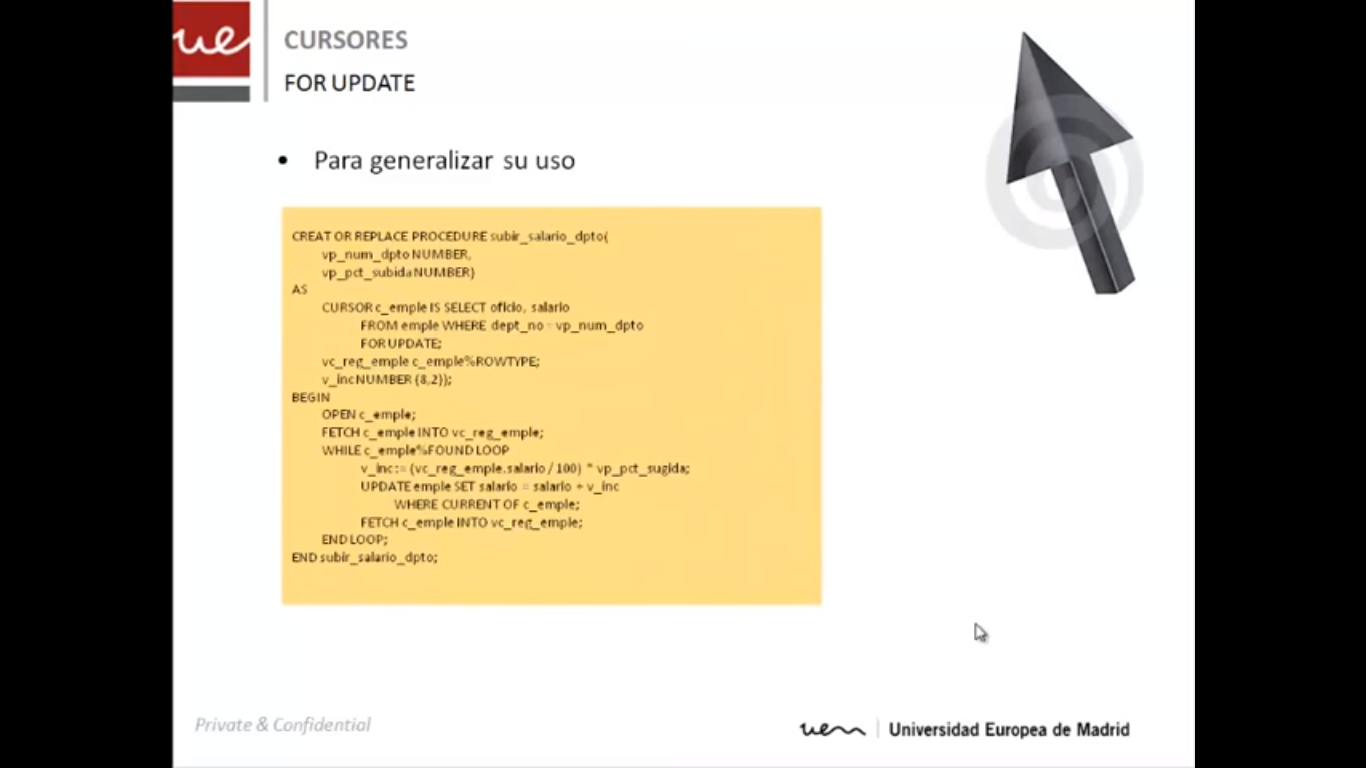 ue
CURSORES
FOR UPDATE
• Para generalizar su uso
CREAT OR REPLACE PROCEDURE subir_salario_dpto(
vp_num_dpto NUMBER,
vp_pct_subida NUMBER)
AS
CURSOR c_emple IS SELECT oficio, salario
FROM emple WHERE dept_no = vp_num_dpto
FOR UPDATE;
vc_reg_emple c_emple%ROWTYPE;
v_inc NUMBER (8,2));
BEGIN
OPEN c_emple;
FETCH c_emple INTO vc_reg_emple;
WHILE c_emple%FOUND LOOP
v_inc := (vc_reg_emple.salario / 100) * vp_pct_sugida;
UPDATE emple SET salario = salario + v_inc
WHERE CURRENT OF c_emple;
FETCH c_emple INTO vc_reg_emple;
END LOOP;
END subir_salario_dpto;
Private & Confidential
uem Universidad Europea de Madrid